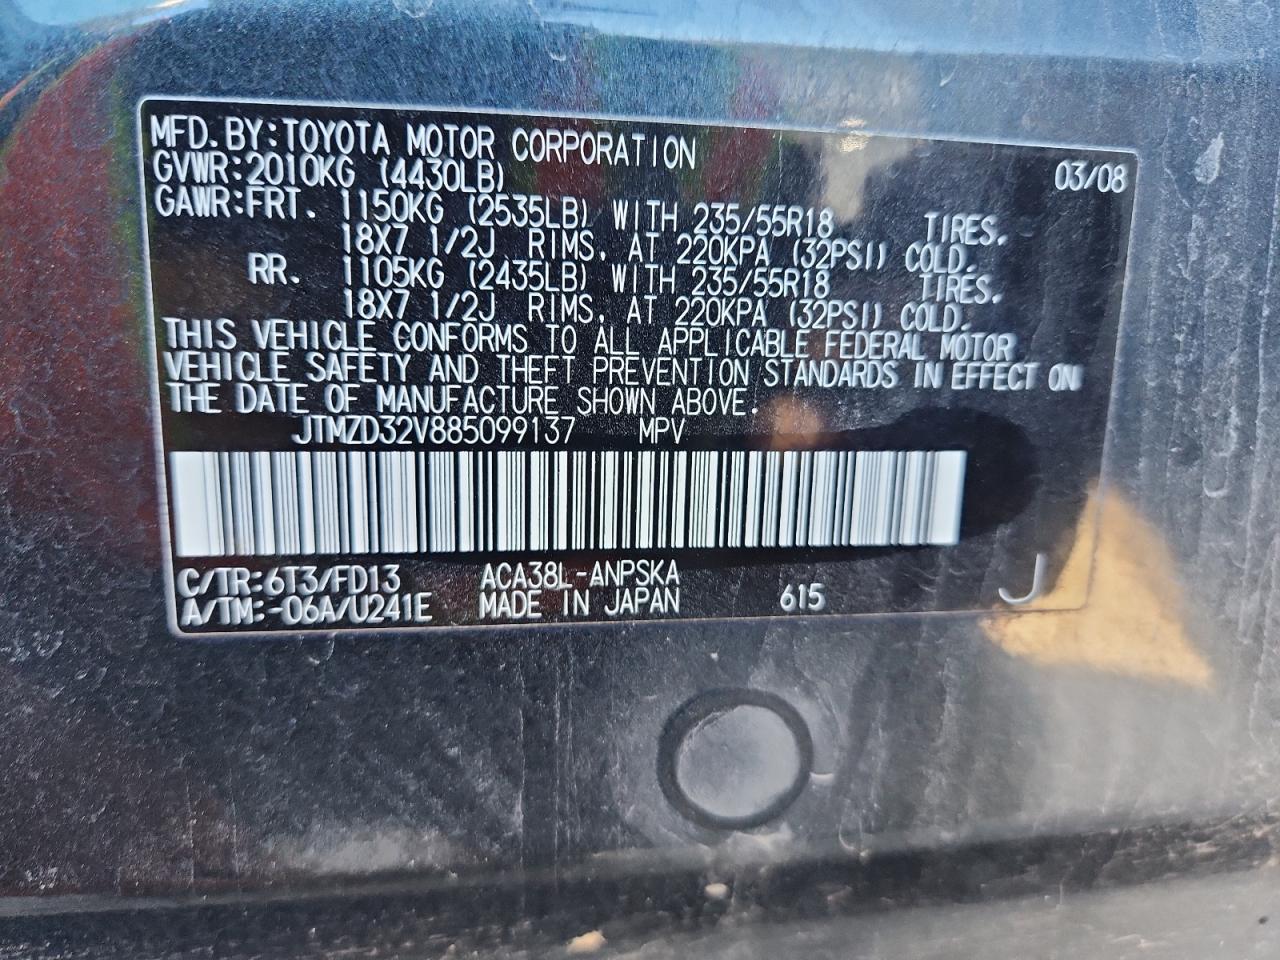 MFD.BY:TOYOTA MOTOR CORPORATION 03/08
GVWR:2010KG (4430LB)
GAWR:FRT. 1150KG (2535LB) WITH 235/55R18 TIRES,
18X7 1/2J RIMS, AT 220KPA (32PSI) COLD.
RR. 1105KG (2435LB) WITH 235/55R18 TIRES,
18X7 1/2J RIMS, AT 220KPA (32PSI) COLD.
THIS VEHICLE CONFORMS TO ALL APPLICABLE FEDERAL MOTOR
VEHICLE SAFETY AND THEFT PREVENTION STANDARDS IN EFFECT ON
THE DATE OF MANUFACTURE SHOWN ABOVE.
JTMZD32V885099137 MPV
C/TR:6T3/FD13 ACA38L-ANPSKA
A/TM:-06A/U241E MADE IN JAPAN 615 J